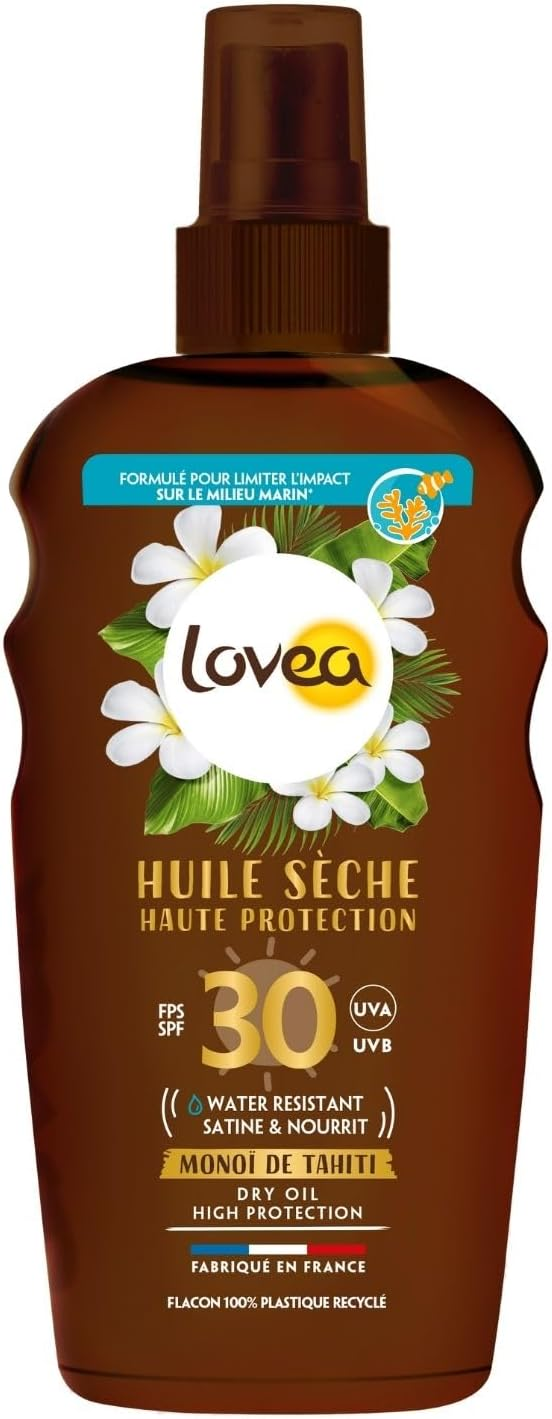 FORMULÉ POUR LIMITER L'IMPACT
SUR LE MILIEU MARIN*
Lovea
HUILE SÈCHE
HAUTE PROTECTION
FPS
SPF
30
UVA
UVB
WATER RESISTANT
SATINE & NOURRIT
MONOÏ DE TAHITI
DRY OIL
HIGH PROTECTION
FABRIQUÉ EN FRANCE
FLACON 100% PLASTIQUE RECYCLÉ